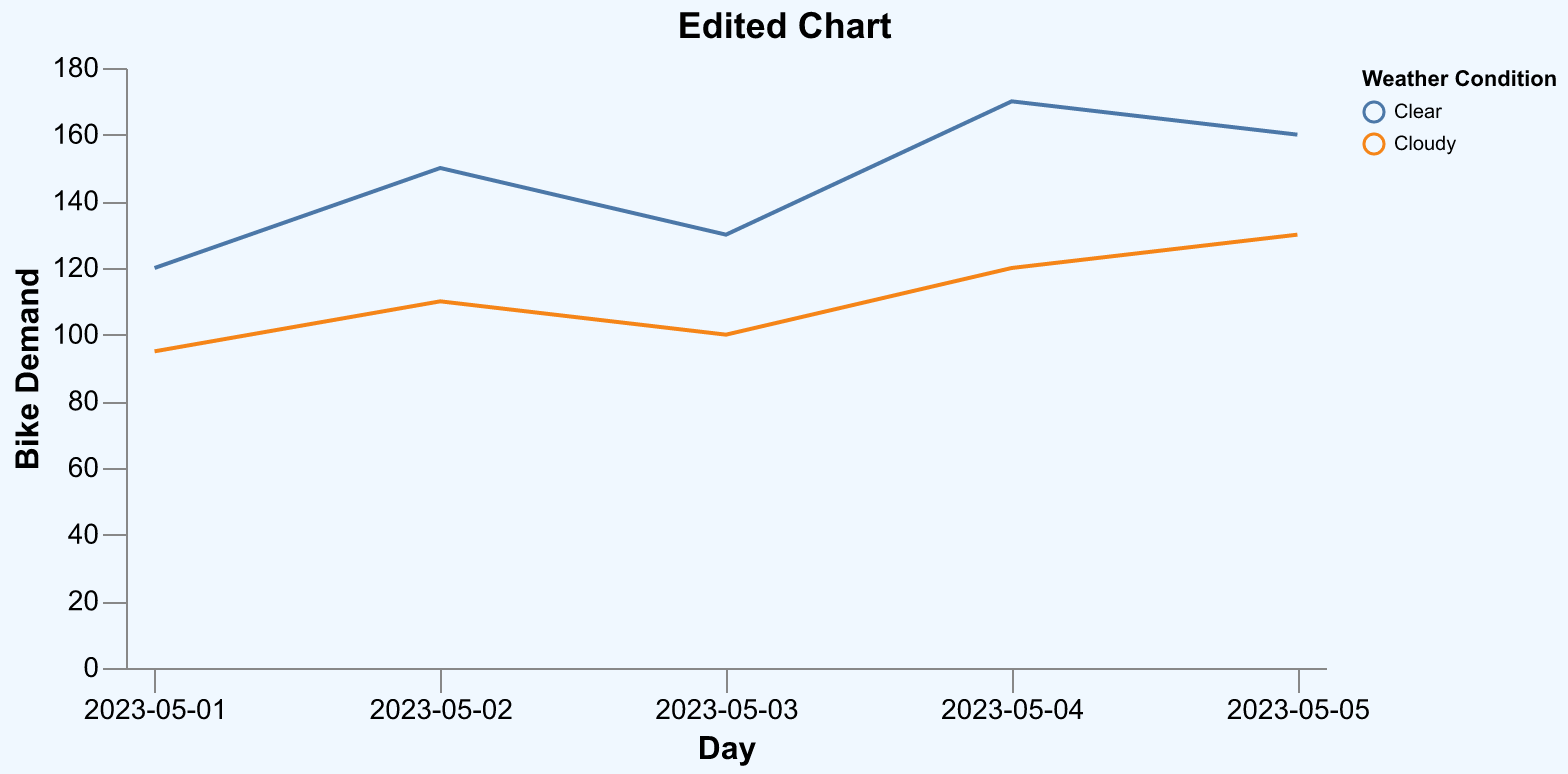 Edited Chart
Weather Condition
Clear
Cloudy
Bike Demand
180
160
140
120
100
80
60
40
20
0
2023-05-01 2023-05-02 2023-05-03 2023-05-04 2023-05-05
Day